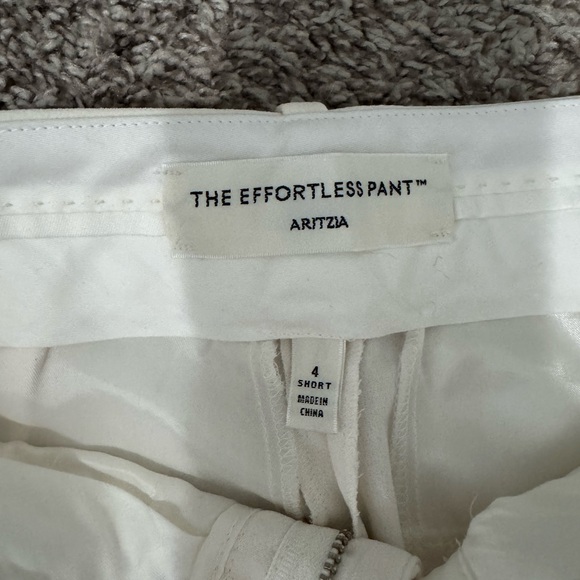 THE EFFORTLESS PANT™
ARITZIA
4
SHORT
MADE IN
CHINA